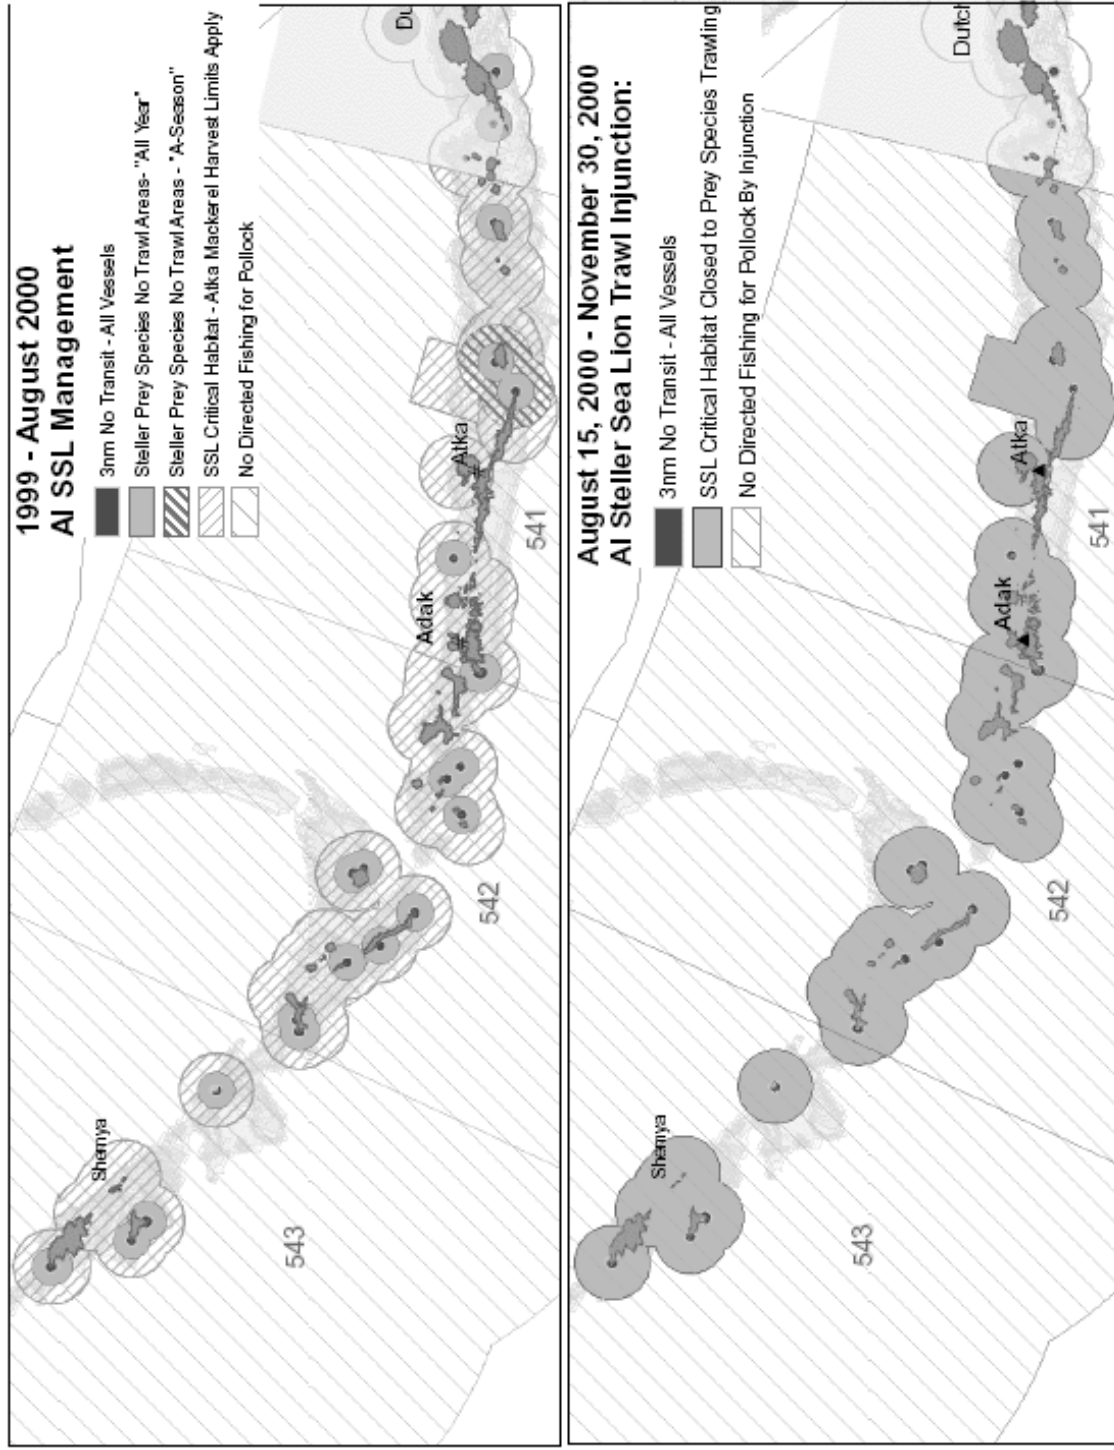 1999 - August 2000
AI SSL Management
3nm No Transit - All Vessels
Steller Prey Species No Trawl Areas- "All Year"
Steller Prey Species No Trawl Areas - "A-Season"
SSL Critical Habitat - Atka Mackerel Harvest Limits Apply
No Directed Fishing for Pollock
Du
Atka
Adak
Shemya
541
542
543
August 15, 2000 - November 30, 2000
AI Steller Sea Lion Trawl Injunction:
3nm No Transit - All Vessels
SSL Critical Habitat Closed to Prey Species Trawling
No Directed Fishing for Pollock By Injunction
Dutch
Atka
Adak
Shemya
541
542
543